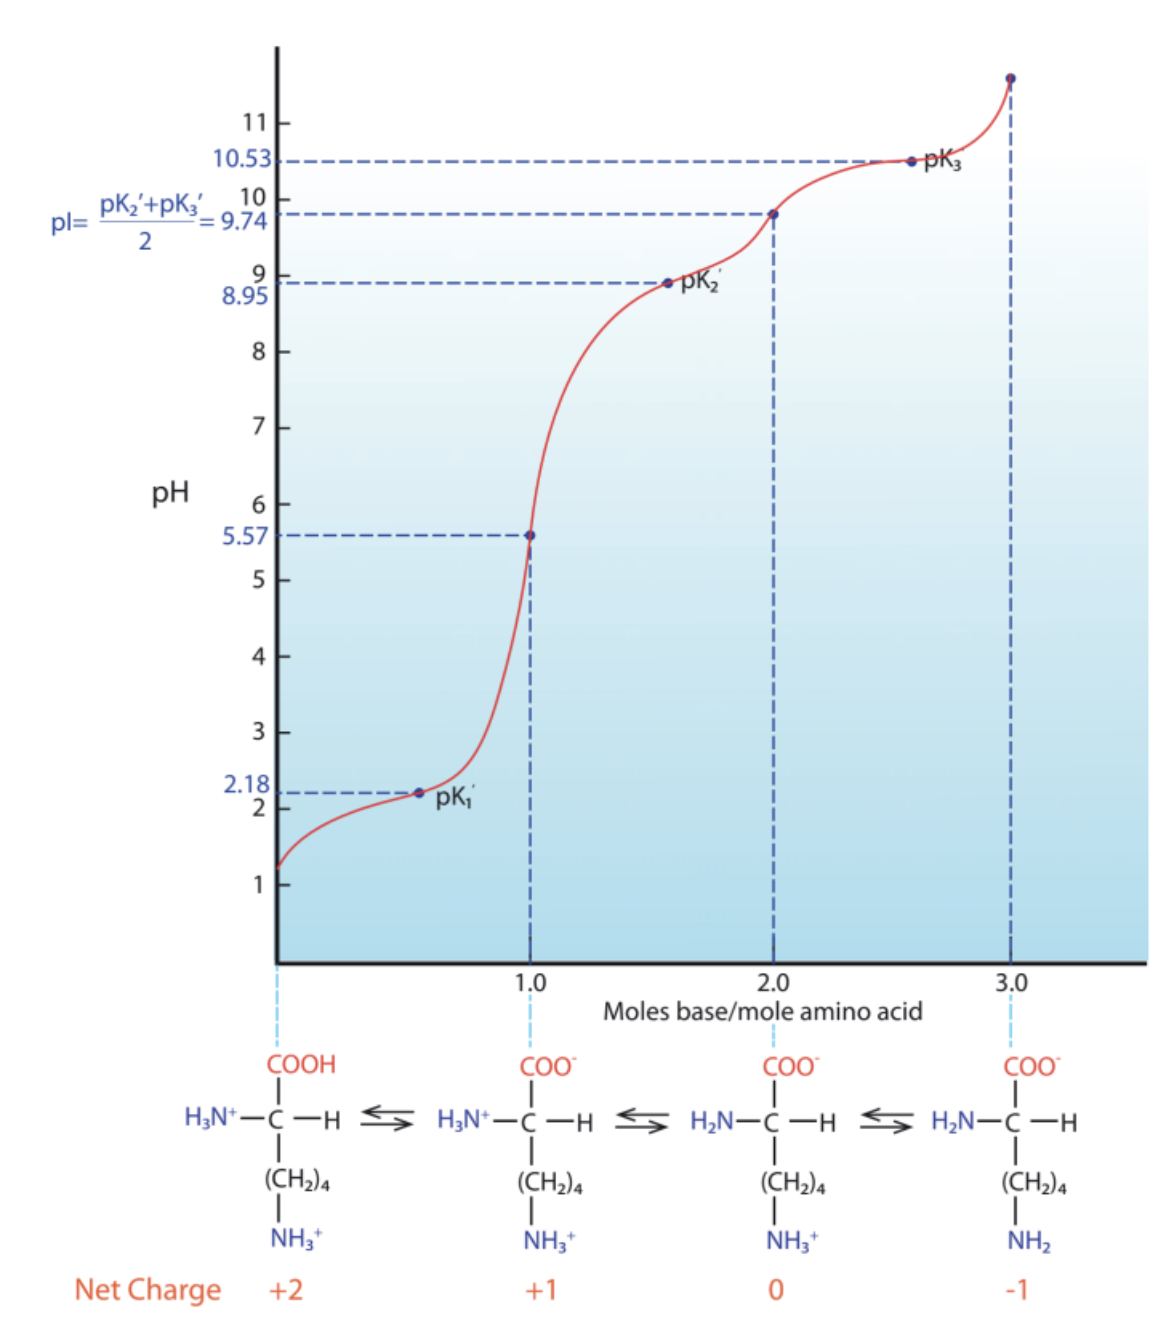 11
10.53
pK₃
10
pI= pK₂′+pK₃′ / 2 = 9.74
9
pK₂′
8.95
8
7
pH
6
5.57
5
4
3
2.18
pK₁′
2
1
1.0 2.0 3.0
Moles base/mole amino acid
COOH COO⁻ COO⁻ COO⁻
H₃N⁺—C—H H₃N⁺—C—H H₂N—C—H H₂N—C—H
(CH₂)₄ (CH₂)₄ (CH₂)₄ (CH₂)₄
NH₃⁺ NH₃⁺ NH₃⁺ NH₂
Net Charge +2 +1 0 -1